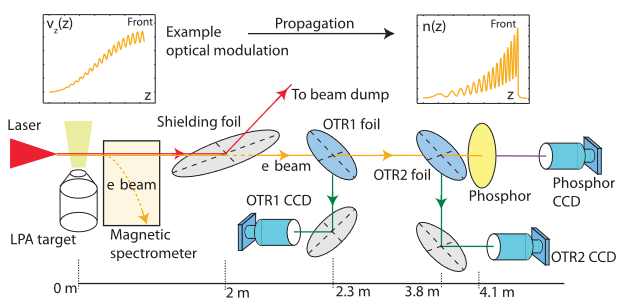 v_z(z)
Front
z
Example
optical modulation
Propagation
n(z)
Front
z
Laser
Shielding foil
To beam dump
OTR1 foil
e beam
e beam
OTR2 foil
Phosphor
Phosphor
CCD
OTR1 CCD
OTR2 CCD
LPA target
Magnetic
spectrometer
0 m
2 m
2.3 m
3.8 m
4.1 m